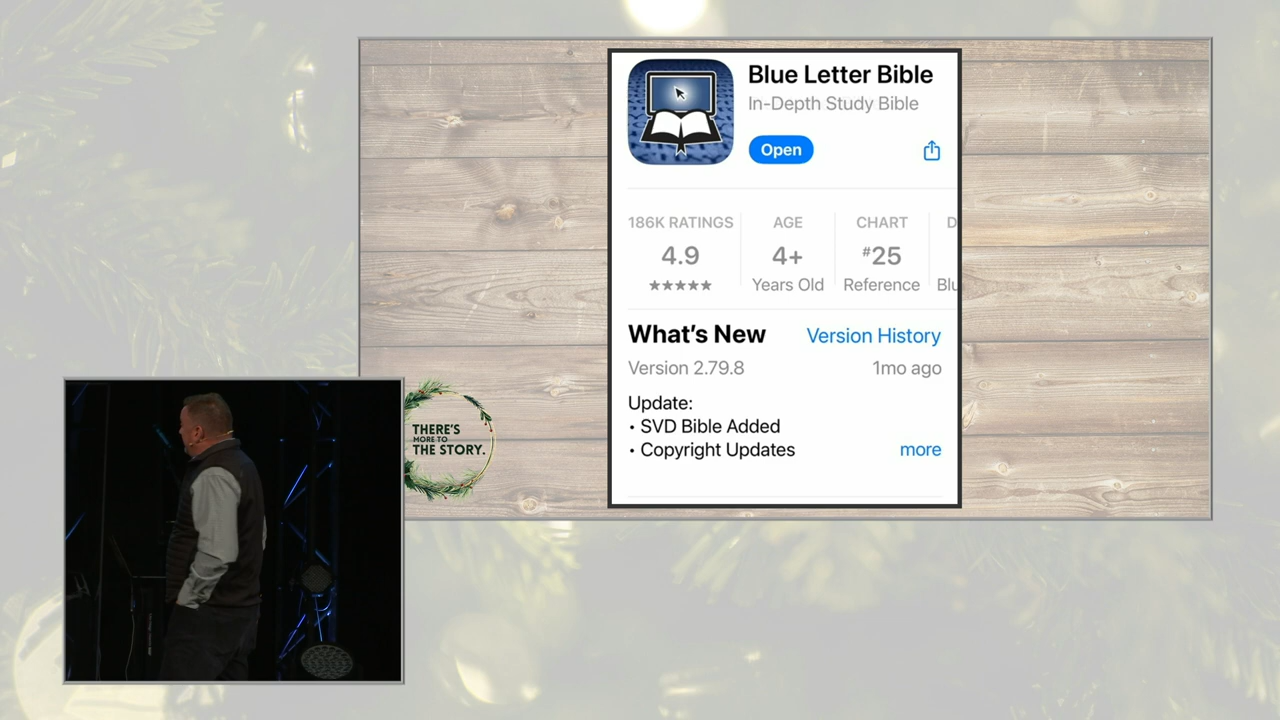 Blue Letter Bible
In-Depth Study Bible
Open
186K RATINGS
4.9
★★★★★
AGE
4+
Years Old
CHART
#25
Reference
D
Blu
What's New
Version History
Version 2.79.8
1mo ago
Update:
• SVD Bible Added
• Copyright Updates
more
THERE'S
MORE TO
THE STORY.